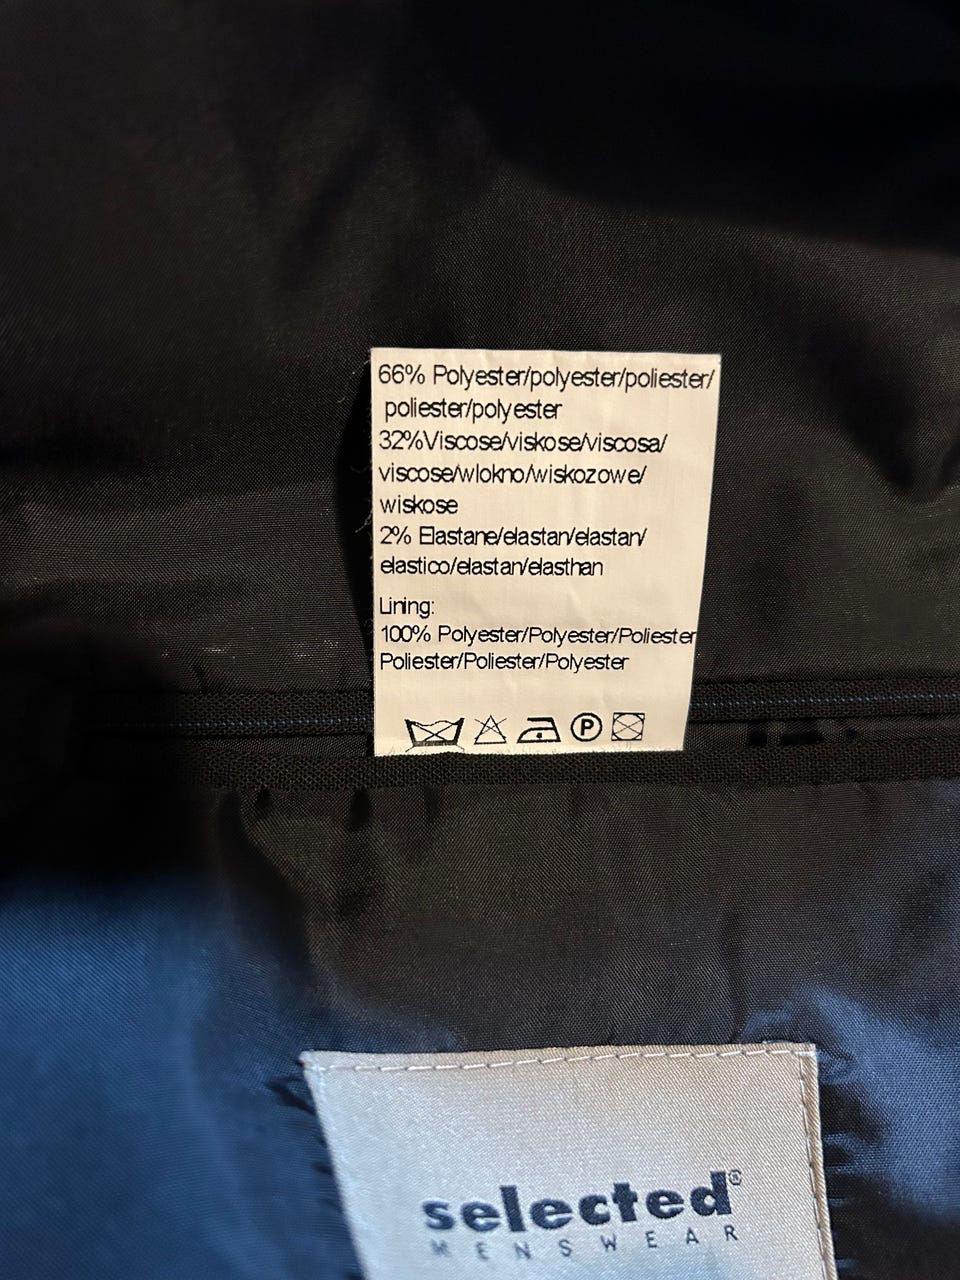 66% Polyester/polyester/poliester/
poliester/polyester
32%Viscose/viskose/viscosa/
viscose/wlokno/wiskozowe/
wiskose
2% Elastane/elastan/elastan/
elastico/elastan/elasthan
Lining:
100% Polyester/Polyester/Poliester
Poliester/Poliester/Polyester
P
selected®
MENSWEAR